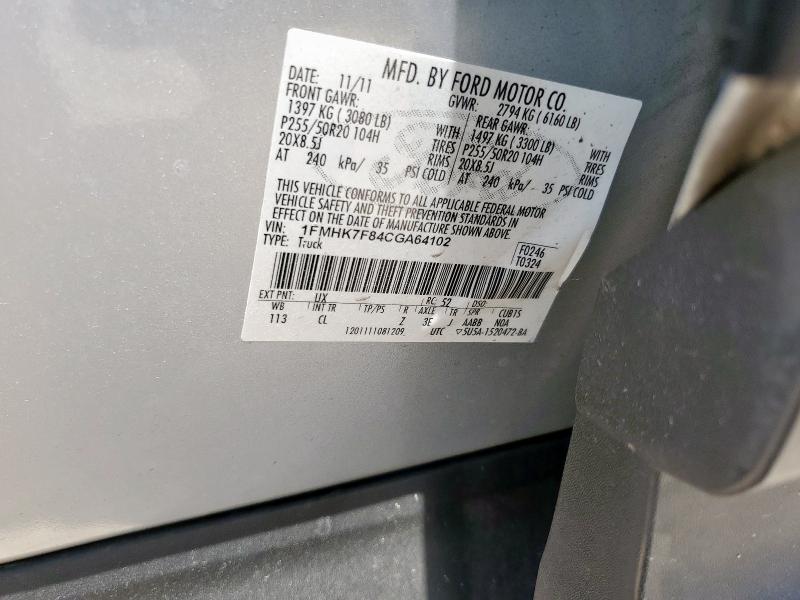 MFD. BY FORD MOTOR CO.
DATE: 11/11 GVWR: 2794 KG ( 6160 LB)
FRONT GAWR: REAR GAWR:
1397 KG ( 3080 LB) WITH 1497 KG ( 3300 LB) WITH
P255/50R20 104H TIRES P255/50R20 104H TIRES
20X8.5J RIMS 20X8.5J RIMS
AT 240 kPa/ 35 PSI COLD AT 240 kPa/ 35 PSI COLD
THIS VEHICLE CONFORMS TO ALL APPLICABLE FEDERAL MOTOR
VEHICLE SAFETY AND THEFT PREVENTION STANDARDS IN
EFFECT ON THE DATE OF MANUFACTURE SHOWN ABOVE.
VIN: 1FMHK7F84CGA64102 F0246
TYPE: Truck T0324
EXT PNT: UX RC: 52 DSO:
WB INT TR TP/PS R AXLE TR SPR CUBTS
113 CL Z 3E J AABB NOA
1201111081209 UTC ▽5USA-1520472-BA